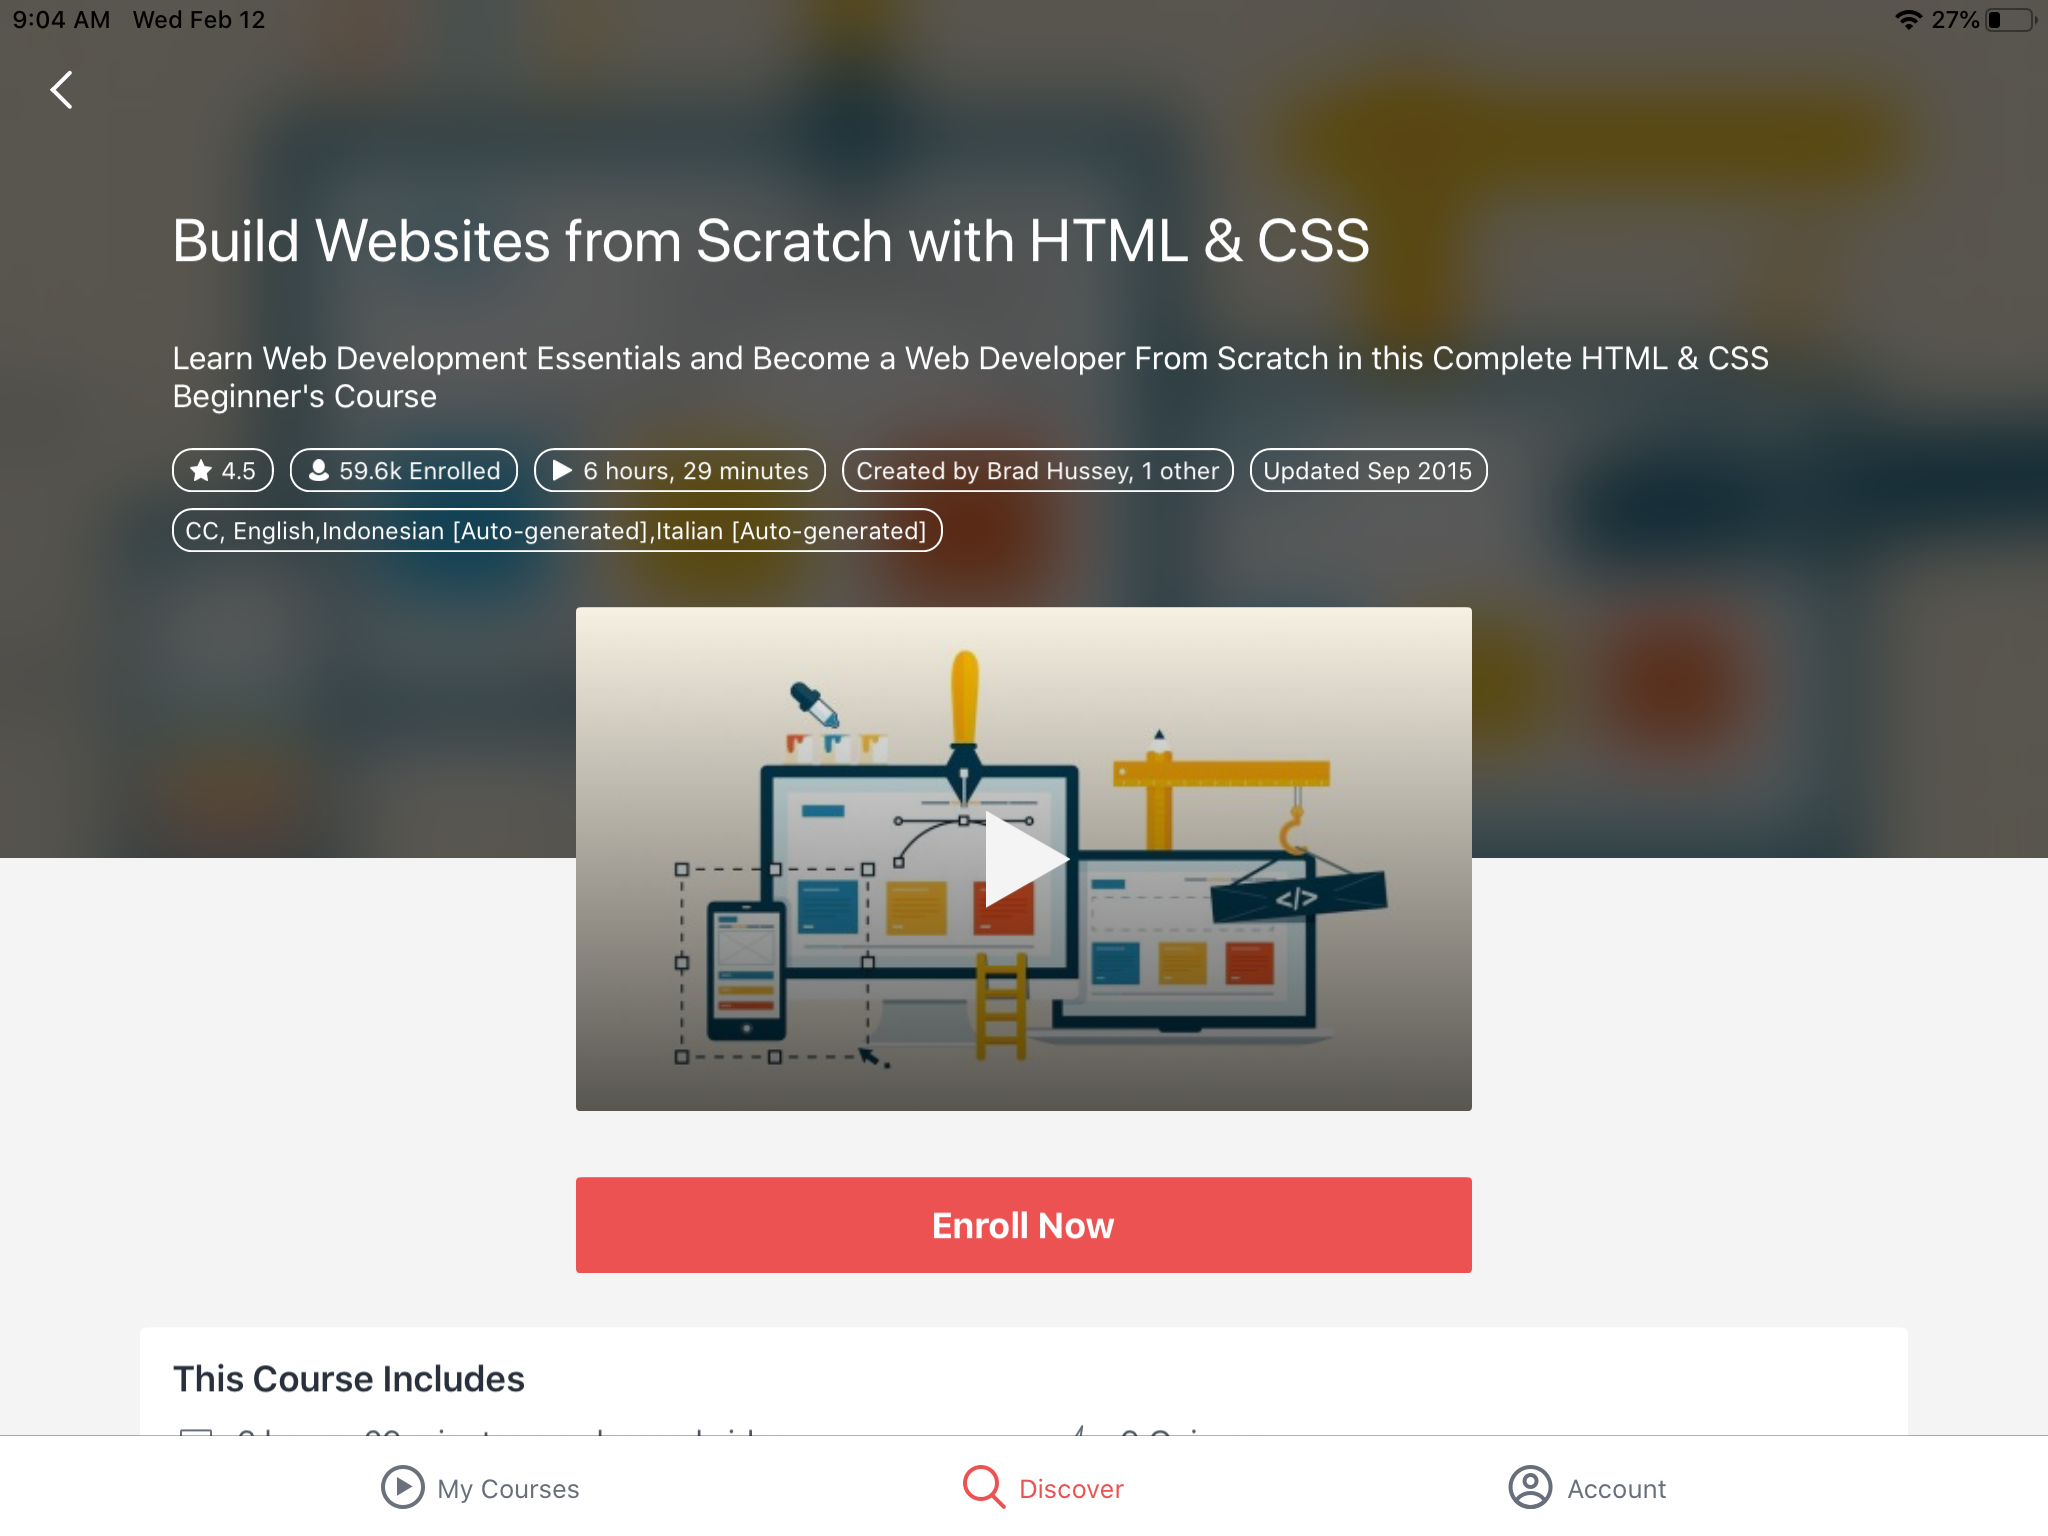 9:04 AM Wed Feb 12
27%
Build Websites from Scratch with HTML & CSS
Learn Web Development Essentials and Become a Web Developer From Scratch in this Complete HTML & CSS
Beginner's Course
4.5 59.6k Enrolled 6 hours, 29 minutes Created by Brad Hussey, 1 other Updated Sep 2015
CC, English,Indonesian [Auto-generated],Italian [Auto-generated]
</>
Enroll Now
This Course Includes
My Courses Discover Account